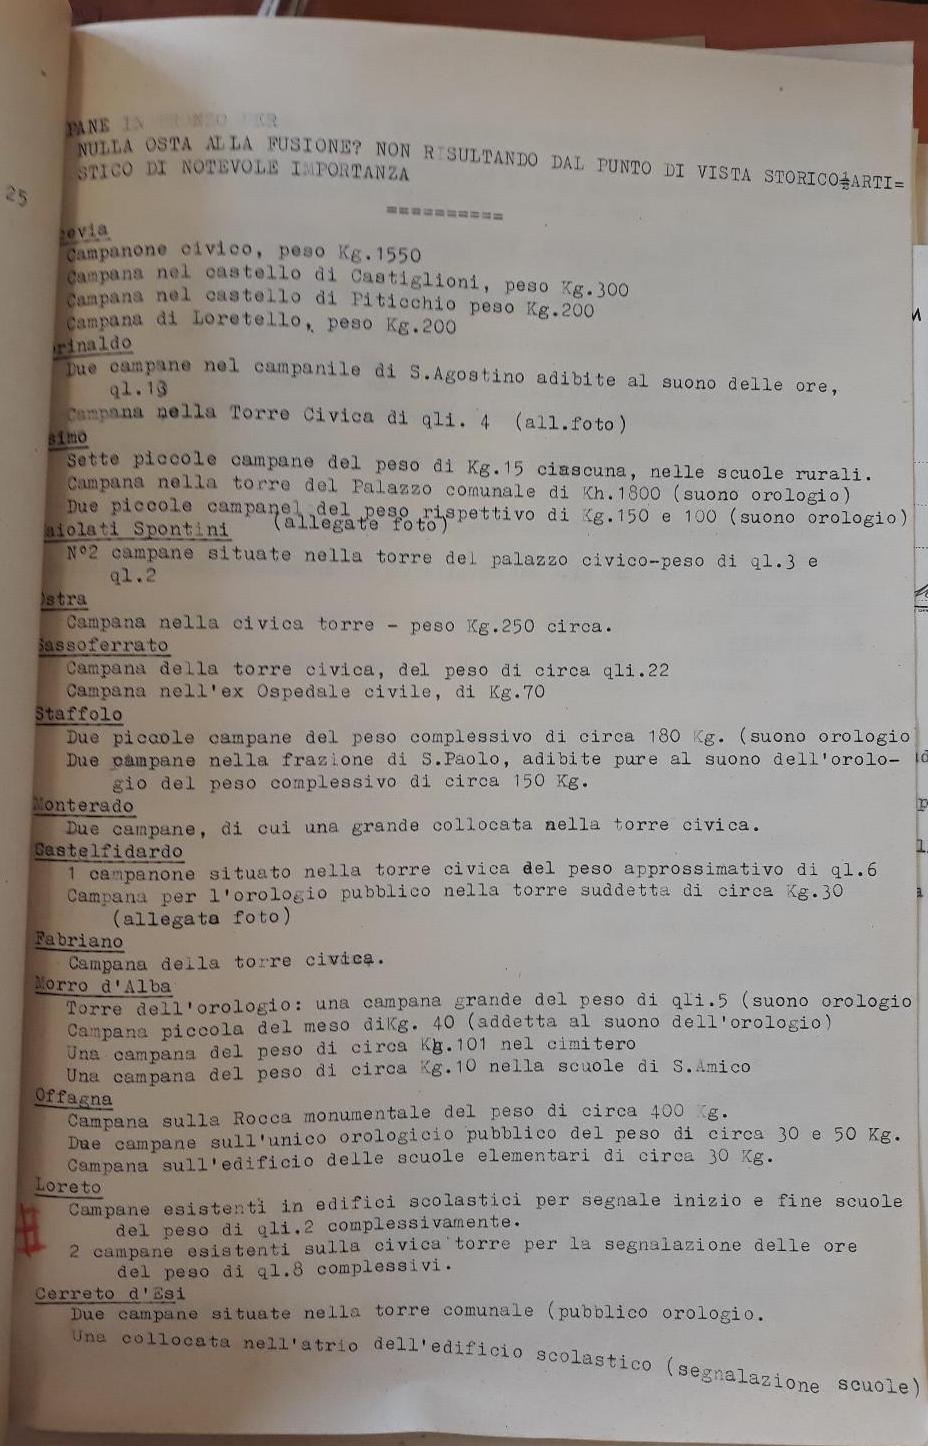 PANE IN BRONZO PER
NULLA OSTA ALLA FUSIONE? NON RISULTANDO DAL PUNTO DI VISTA STORICO=ARTI=
STICO DI NOTEVOLE IMPORTANZA
==========
25
cevia
Campanone civico, peso Kg.1550
Campana nel castello di Castiglioni, peso Kg.300
Campana nel castello di Piticchio peso Kg.200
Campana di Loretello, peso Kg.200
rinaldo
Due campane nel campanile di S.Agostino adibite al suono delle ore,
ql.13
Campana nella Torre Civica di qli. 4 (all.foto)
simo
Sette piccole campane del peso di Kg.15 ciascuna, nelle scuole rurali.
Campana nella torre del Palazzo comunale di Kh.1800 (suono orologio)
Due piccole campane del peso rispettivo di Kg.150 e 100 (suono orologio)
aiolati Spontini (allegate foto)
N°2 campane situate nella torre del palazzo civico-peso di ql.3 e
ql.2
Ostra
Campana nella civica torre - peso Kg.250 circa.
Sassoferrato
Campana della torre civica, del peso di circa qli.22
Campana nell'ex Ospedale civile, di Kg.70
Staffolo
Due piccole campane del peso complessivo di circa 180 Kg. (suono orologio
Due campane nella frazione di S.Paolo, adibite pure al suono dell'orolo-
gio del peso complessivo di circa 150 Kg.
Monterado
Due campane, di cui una grande collocata nella torre civica.
Castelfidardo
1 campanone situato nella torre civica del peso approssimativo di ql.6
Campana per l'orologio pubblico nella torre suddetta di circa Kg.30
(allegata foto)
Fabriano
Campana della torre civica.
Morro d'Alba
Torre dell'orologio: una campana grande del peso di qli.5 (suono orologio
Campana piccola del meso diKg. 40 (addetta al suono dell'orologio)
Una campana del peso di circa Kg.101 nel cimitero
Una campana del peso di circa Kg.10 nella scuole di S.Amico
Offagna
Campana sulla Rocca monumentale del peso di circa 400 Kg.
Due campane sull'unico orologicio pubblico del peso di circa 30 e 50 Kg.
Campana sull'edificio delle scuole elementari di circa 30 Kg.
Loreto
Campane esistenti in edifici scolastici per segnale inizio e fine scuole
del peso di qli.2 complessivamente.
2 campane esistenti sulla civica torre per la segnalazione delle ore
del peso di ql.8 complessivi.
Cerreto d'Esi
Due campane situate nella torre comunale (pubblico orologio.
Una collocata nell'atrio dell'edificio scolastico (segnalazione scuole)